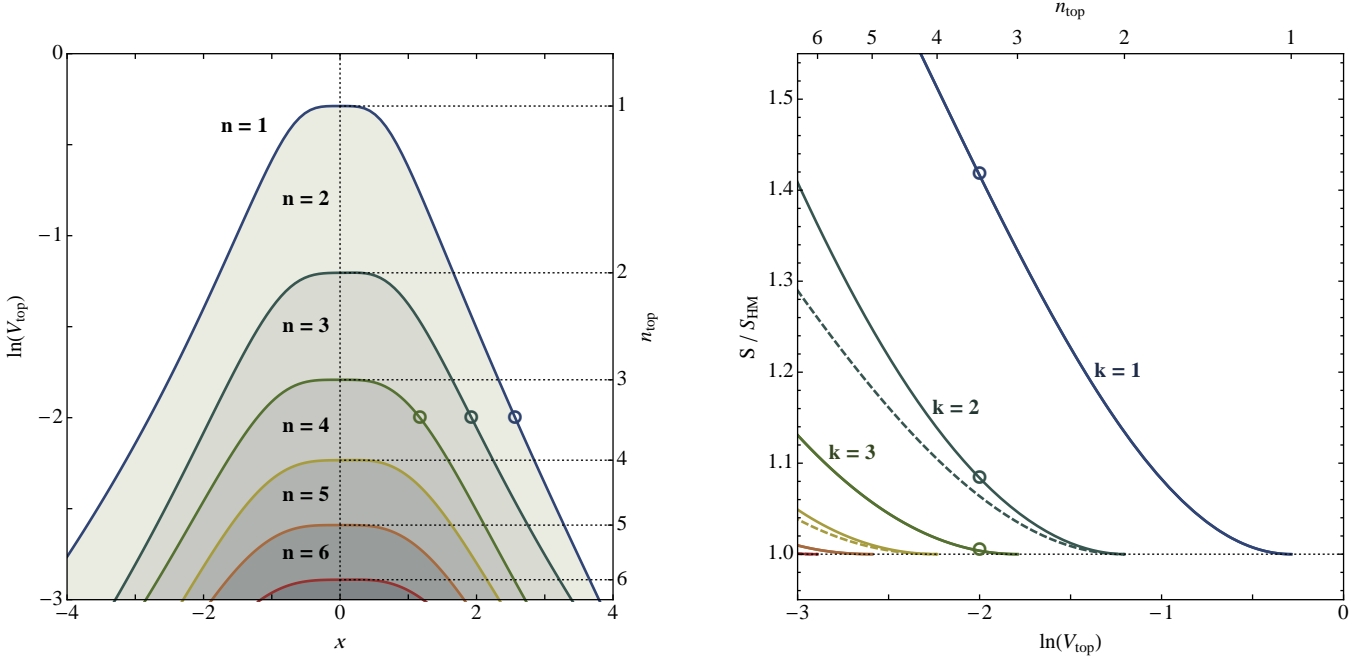 0
−1
−2
−3
ln(V_top)
−4
−2
0
2
4
x
1
2
3
4
5
6
n_top
n = 1
n = 2
n = 3
n = 4
n = 5
n = 6
n_top
6 5 4 3 2 1
1.5
1.4
1.3
1.2
1.1
1.0
S / S_HM
k = 1
k = 2
k = 3
−3 −2 −1 0
ln(V_top)